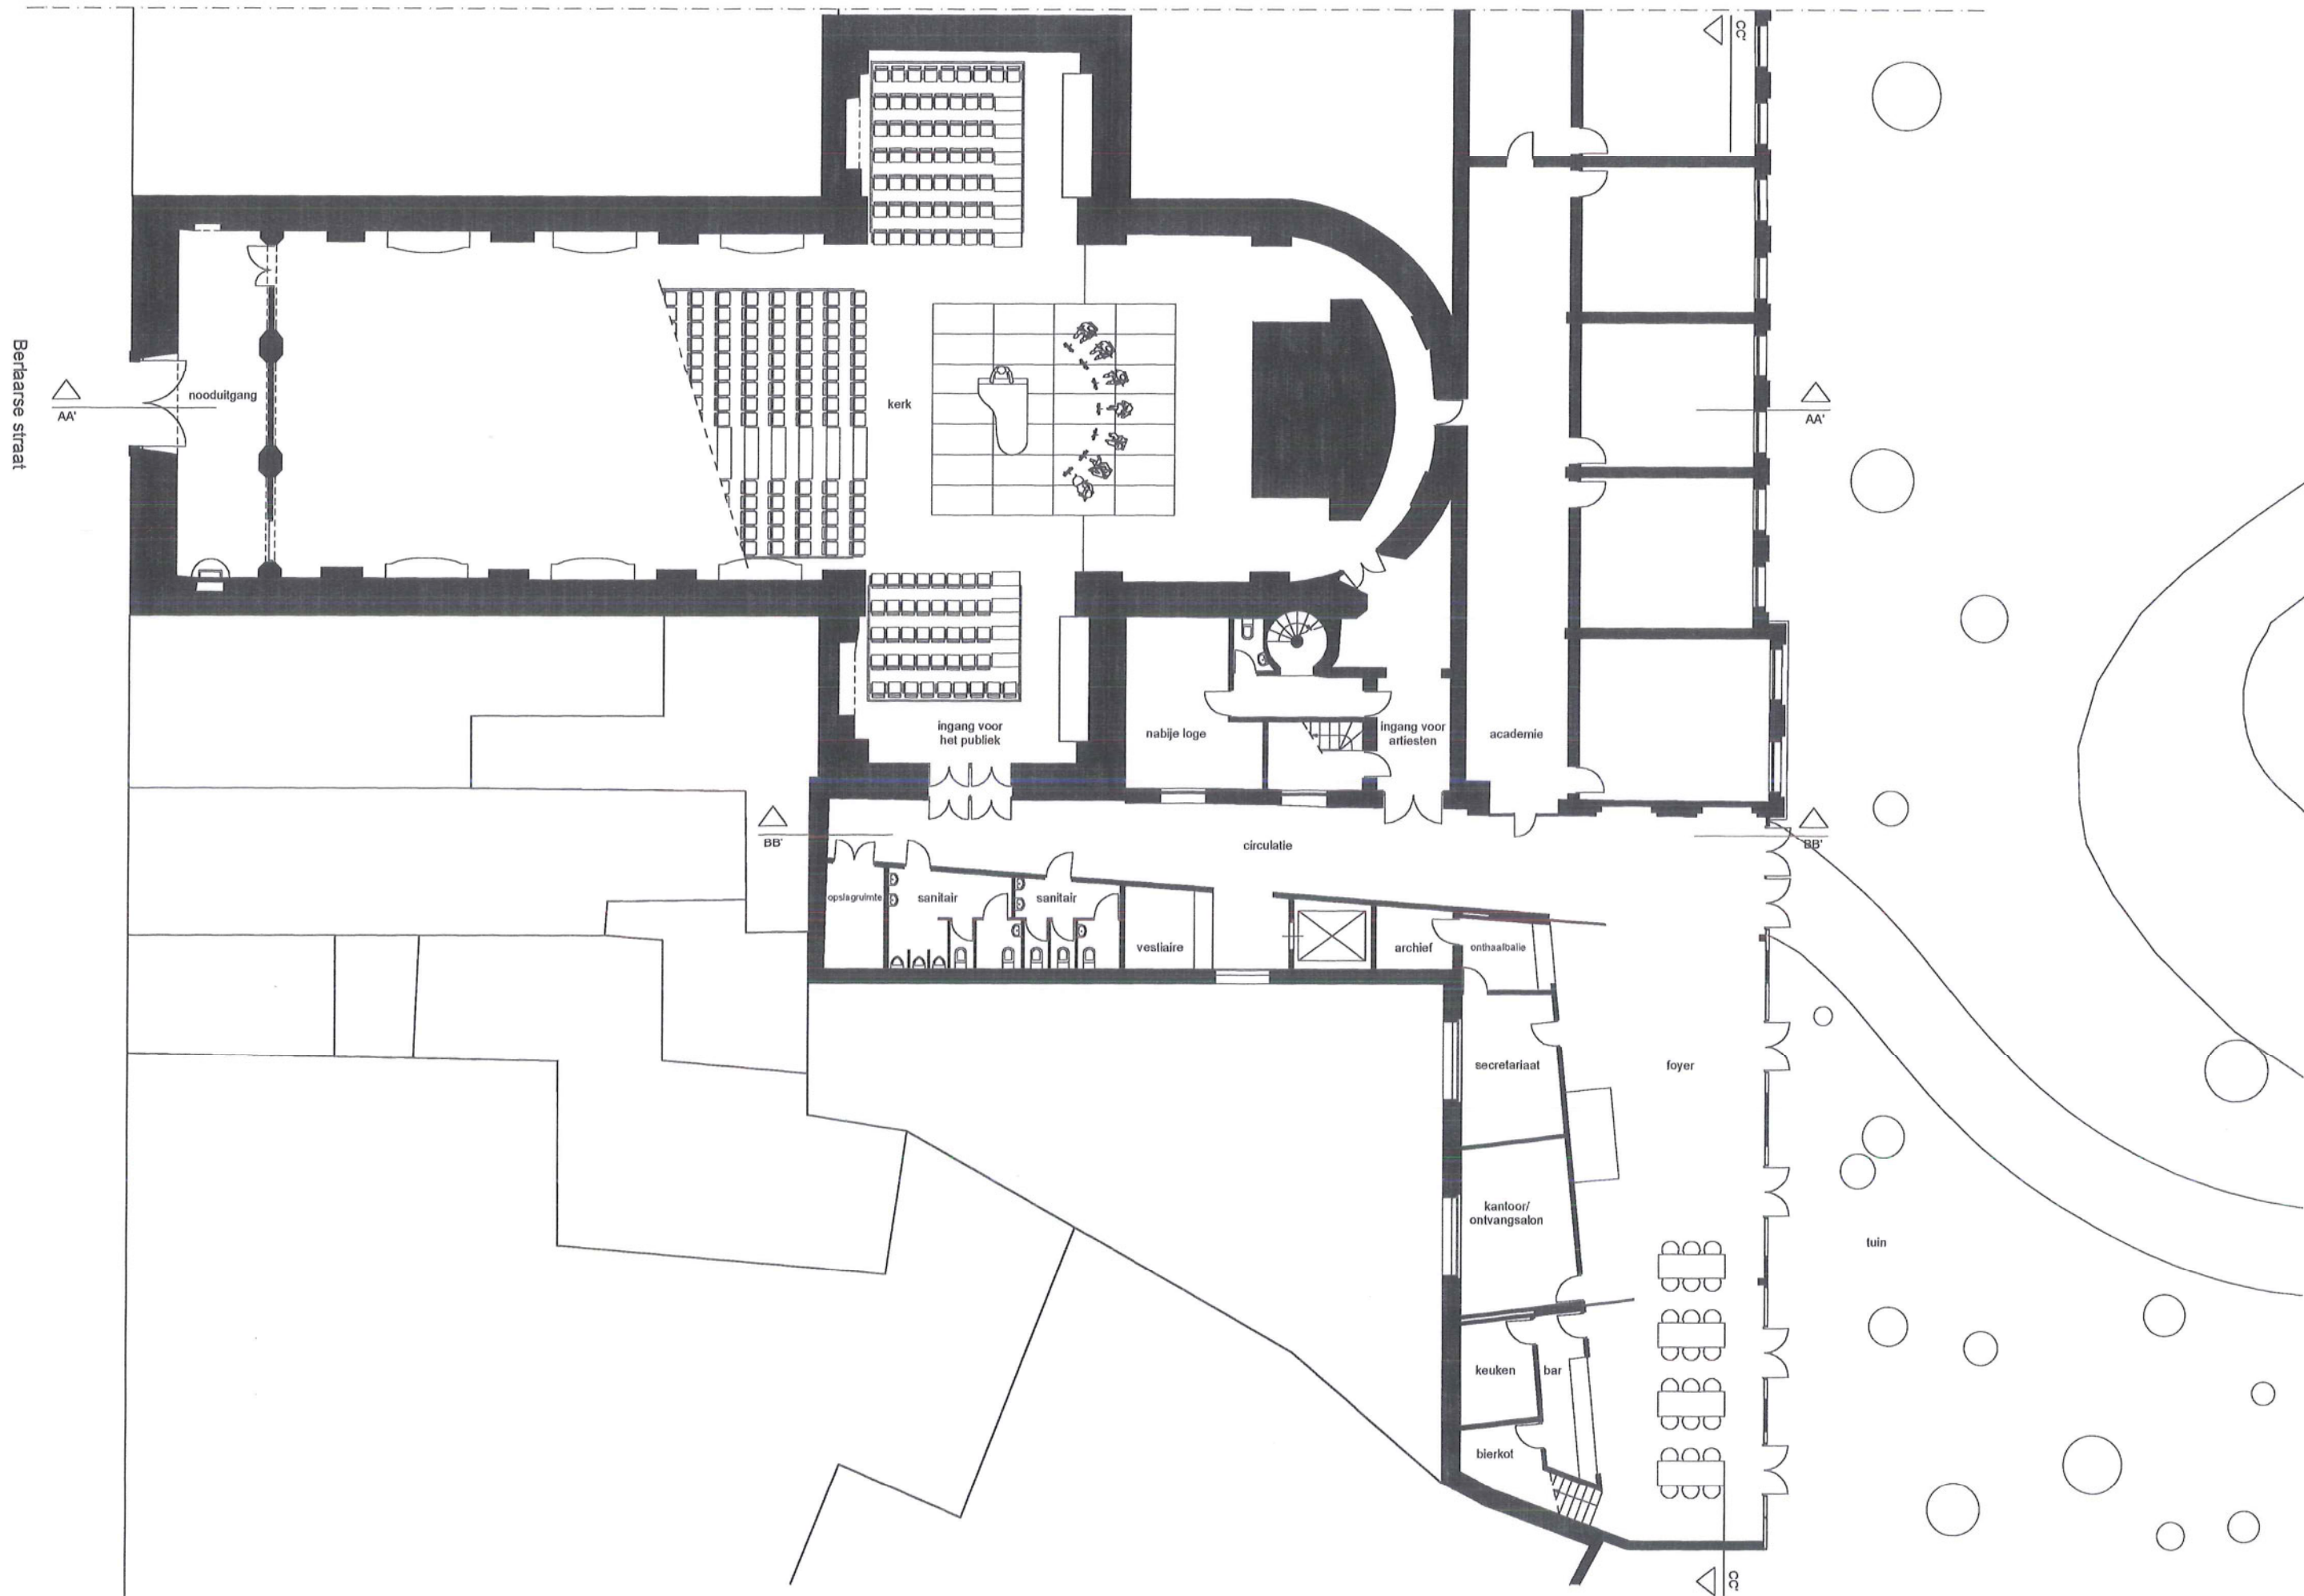 CC'
Berlaarse straat
AA'
nooduitgang
kerk
AA'
ingang voor
het publiek
nabije loge
ingang voor
artiesten
academie
BB'
circulatie
BB'
opslagruimte
sanitair
sanitair
vestiaire
archief
onthaalbalie
secretariaat
foyer
kantoor/
ontvangsalon
tuin
keuken
bar
bierkot
CC'